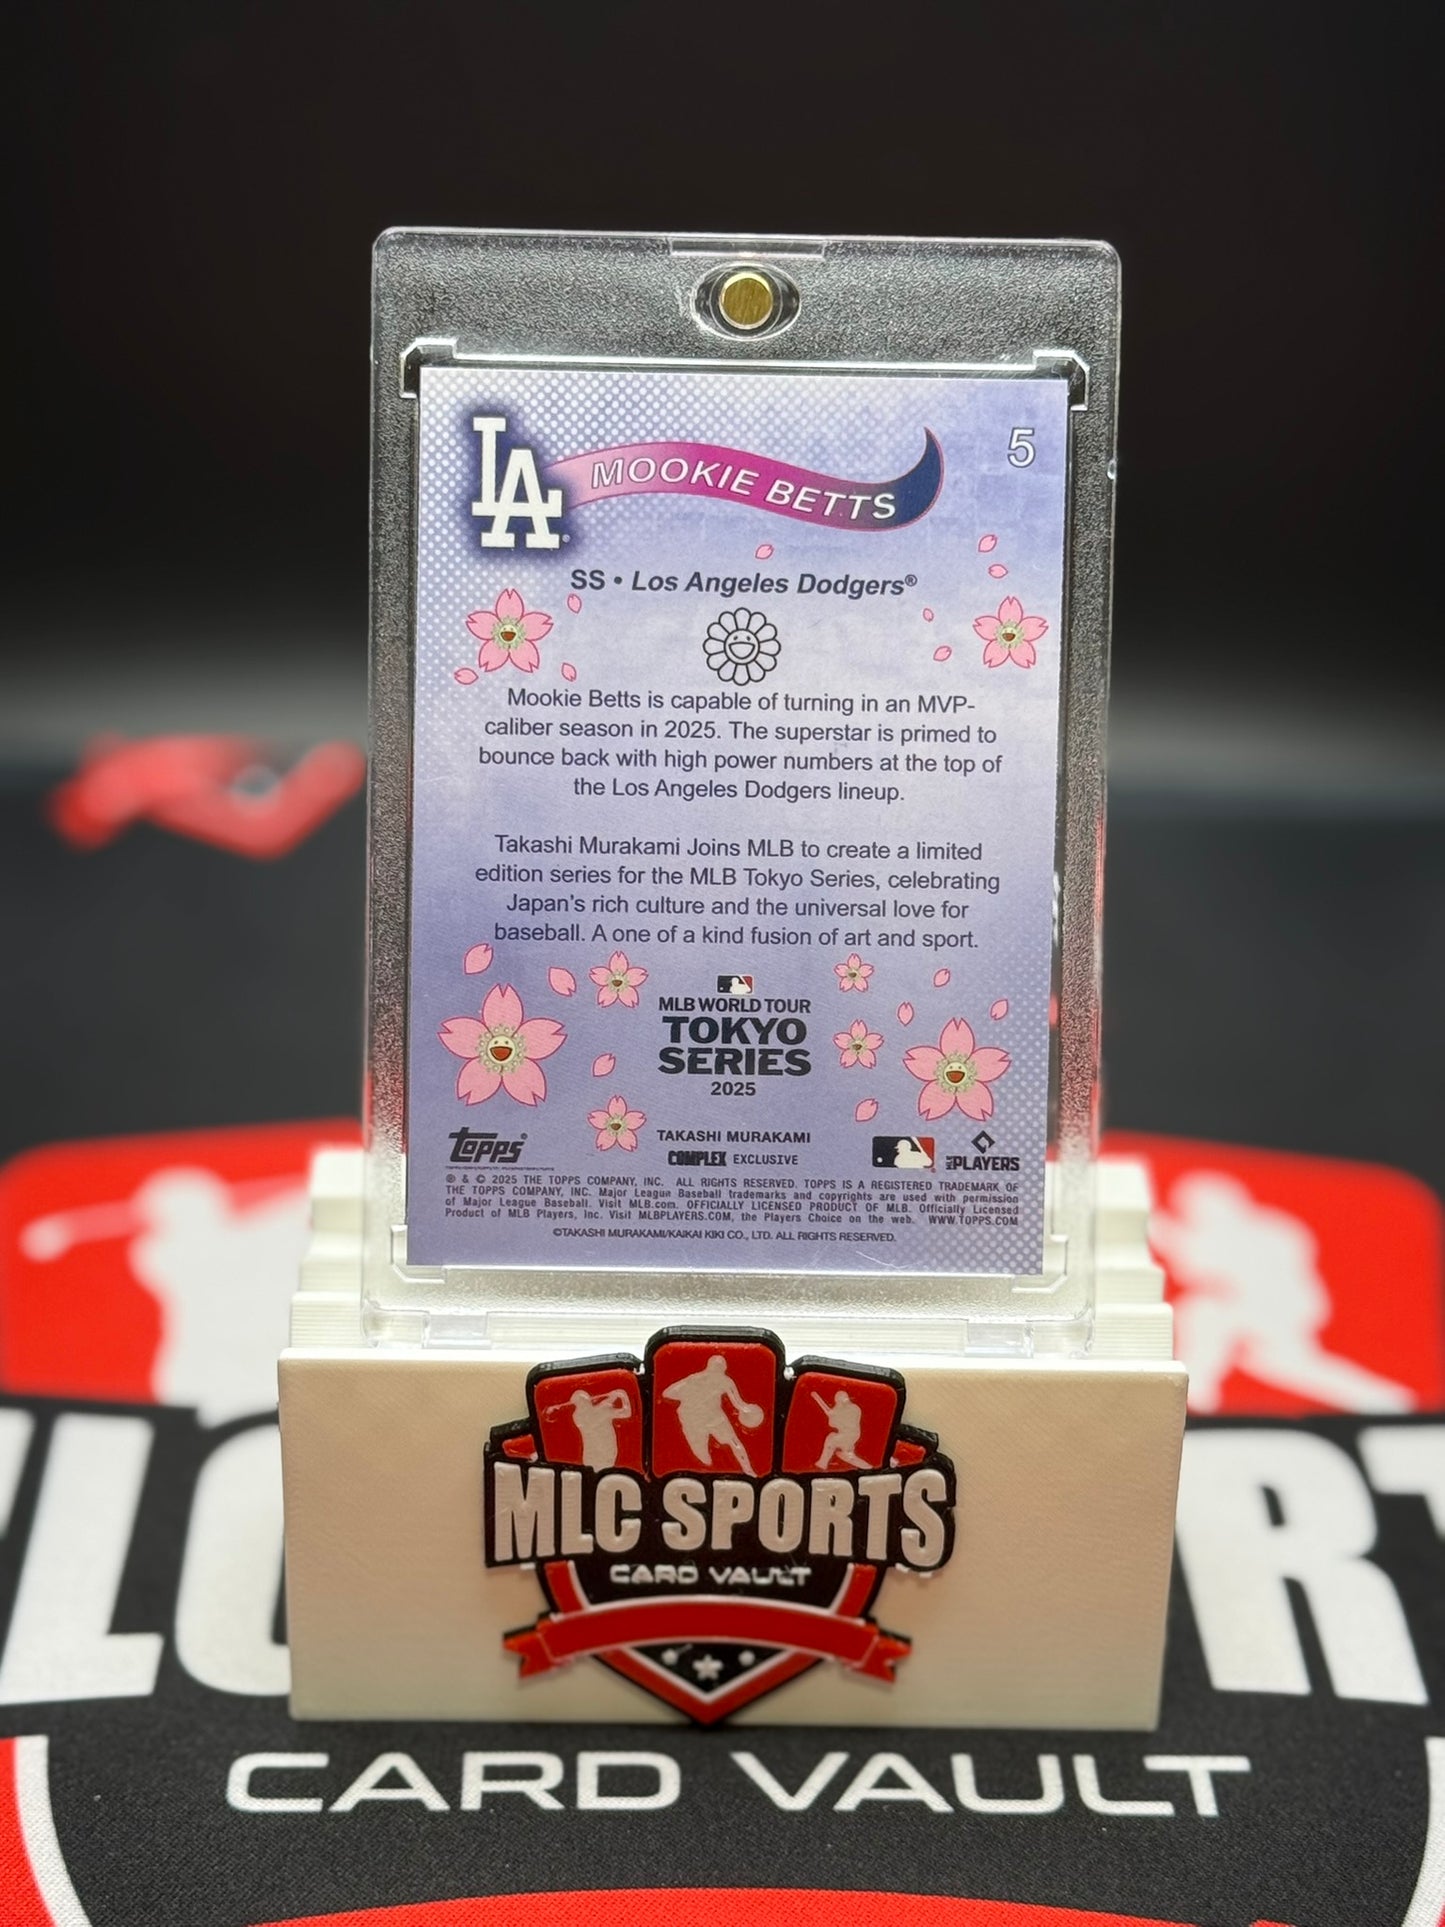 LA
MOOKIE BETTS
5
SS • Los Angeles Dodgers®
Mookie Betts is capable of turning in an MVP-
caliber season in 2025. The superstar is primed to
bounce back with high power numbers at the top of
the Los Angeles Dodgers lineup.
Takashi Murakami Joins MLB to create a limited
edition series for the MLB Tokyo Series, celebrating
Japan's rich culture and the universal love for
baseball. A one of a kind fusion of art and sport.
MLB WORLD TOUR
TOKYO
SERIES
2025
topps®
TAKASHI MURAKAMI
COMPLEX EXCLUSIVE
PLAYERS
® & © 2025 THE TOPPS COMPANY, INC. ALL RIGHTS RESERVED. TOPPS IS A REGISTERED TRADEMARK OF
THE TOPPS COMPANY, INC. Major League Baseball trademarks and copyrights are used with permission
of Major League Baseball. Visit MLB.com. OFFICIALLY LICENSED PRODUCT OF MLB. Officially Licensed
Product of MLB Players, Inc. Visit MLBPLAYERS.COM, the Players Choice on the web. WWW.TOPPS.COM
©TAKASHI MURAKAMI/KAIKAI KIKI CO., LTD. ALL RIGHTS RESERVED.
MLC SPORTS
CARD VAULT
CARD VAULT